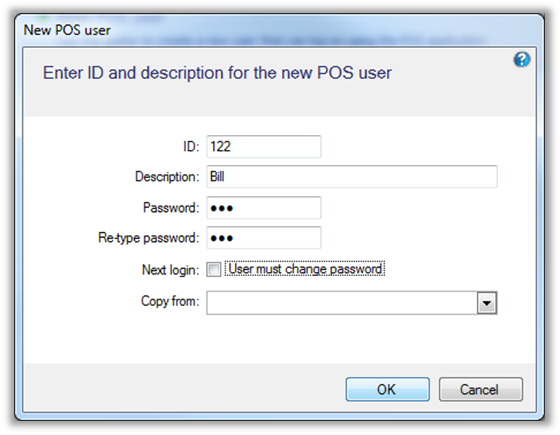 New POS user
?
Enter ID and description for the new POS user
ID: 122
Description: Bill
Password: ●●●
Re-type password: ●●●
Next login: User must change password
Copy from:
OK Cancel